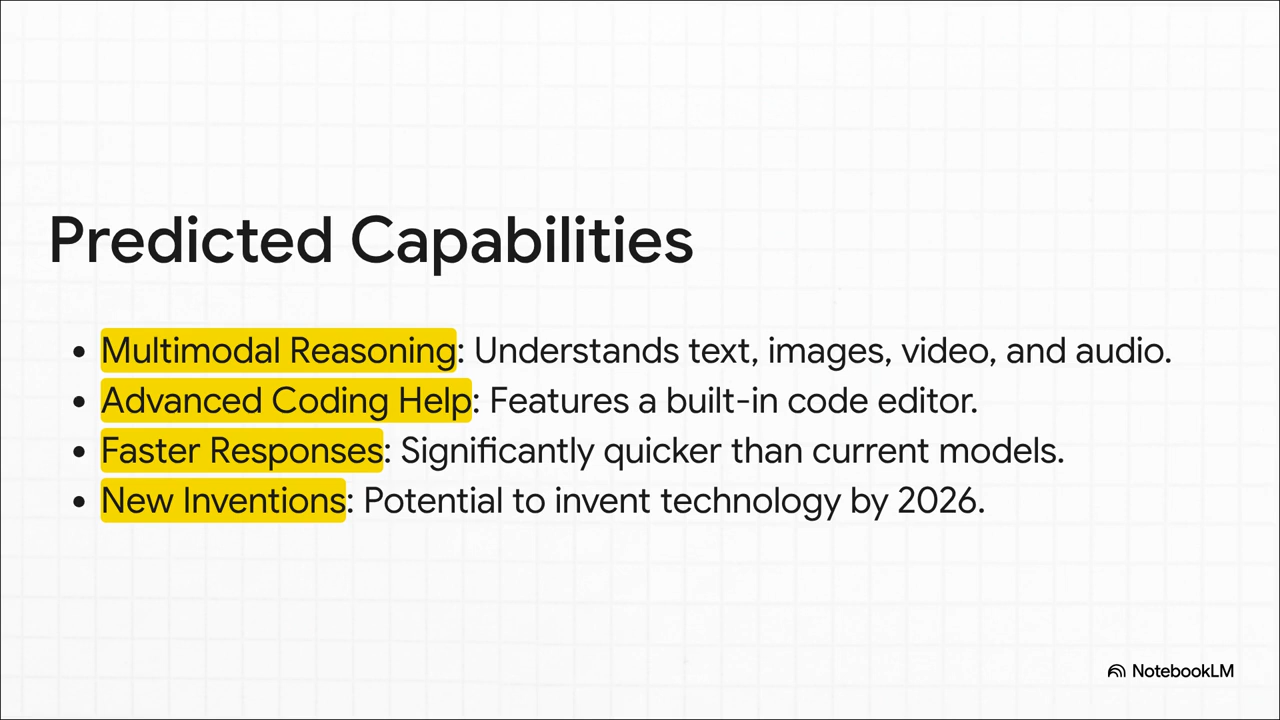 Predicted Capabilities
• Multimodal Reasoning: Understands text, images, video, and audio.
• Advanced Coding Help: Features a built-in code editor.
• Faster Responses: Significantly quicker than current models.
• New Inventions: Potential to invent technology by 2026.
NotebookLM